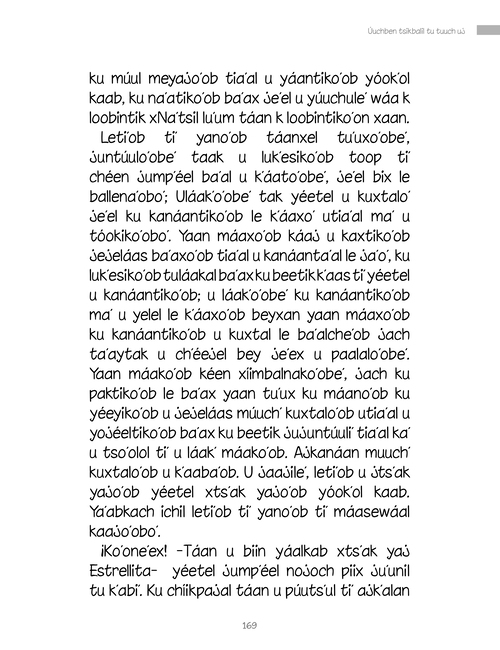 Úuchben tsikbalil tu tuuch uj
ku múul meyajo'ob tia'al u yáantiko'ob yóok'ol
kaab, ku na'atiko'ob ba'ax je'el u yúuchule' wáa k
loobintik xNa'tsil lu'um táan k loobintiko'on xaan.
Leti'ob ti' yano'ob táanxel tu'uxo'obe',
juntúulo'obe' taak u luk'esiko'ob toop ti'
chéen jump'éel ba'al u k'áato'obe', je'el bix le
ballena'obo'; Uláak'o'obe' tak yéetel u kuxtalo'
je'el ku kanáantiko'ob le k'áaxo' utia'al ma' u
tóokiko'obo'. Yaan máaxo'ob káaj u kaxtiko'ob
jejeláas ba'axo'ob tia'al u kanáanta'al le ja'o', ku
luk'esiko'ob tuláakal ba'ax ku beetik k'aas ti' yéetel
u kanáantiko'ob; u láak'o'obe' ku kanáantiko'ob
ma' u yelel le k'áaxo'ob beyxan yaan máaxo'ob
ku kanáantiko'ob u kuxtal le ba'alche'ob jach
ta'aytak u ch'éejel bey je'ex u paalalo'obe'.
Yaan máako'ob kéen xíimbalnako'obe', jach ku
paktiko'ob le ba'ax yaan tu'ux ku máano'ob ku
yéeyiko'ob u jejeláas múuch' kuxtalo'ob utia'al u
yojéeltiko'ob ba'ax ku beetik jujuntúuli' tia'al ka'
u tso'olol ti' u láak' máako'ob. Ajkanáan muuch'
kuxtalo'ob u k'aaba'ob. U jaajile', leti'ob u jts'ak
yajo'ob yéetel xts'ak yajo'ob yóok'ol kaab.
Ya'abkach ichil leti'ob ti' yano'ob ti' máasewáal
kaajo'obo'.
¡Ko'one'ex! -Táan u biin yáalkab xts'ak yaj
Estrellita- yéetel jump'éel nojoch piix ju'unil
tu k'abi'. Ku chíikpajal táan u púuts'ul ti' ajk'alan
169